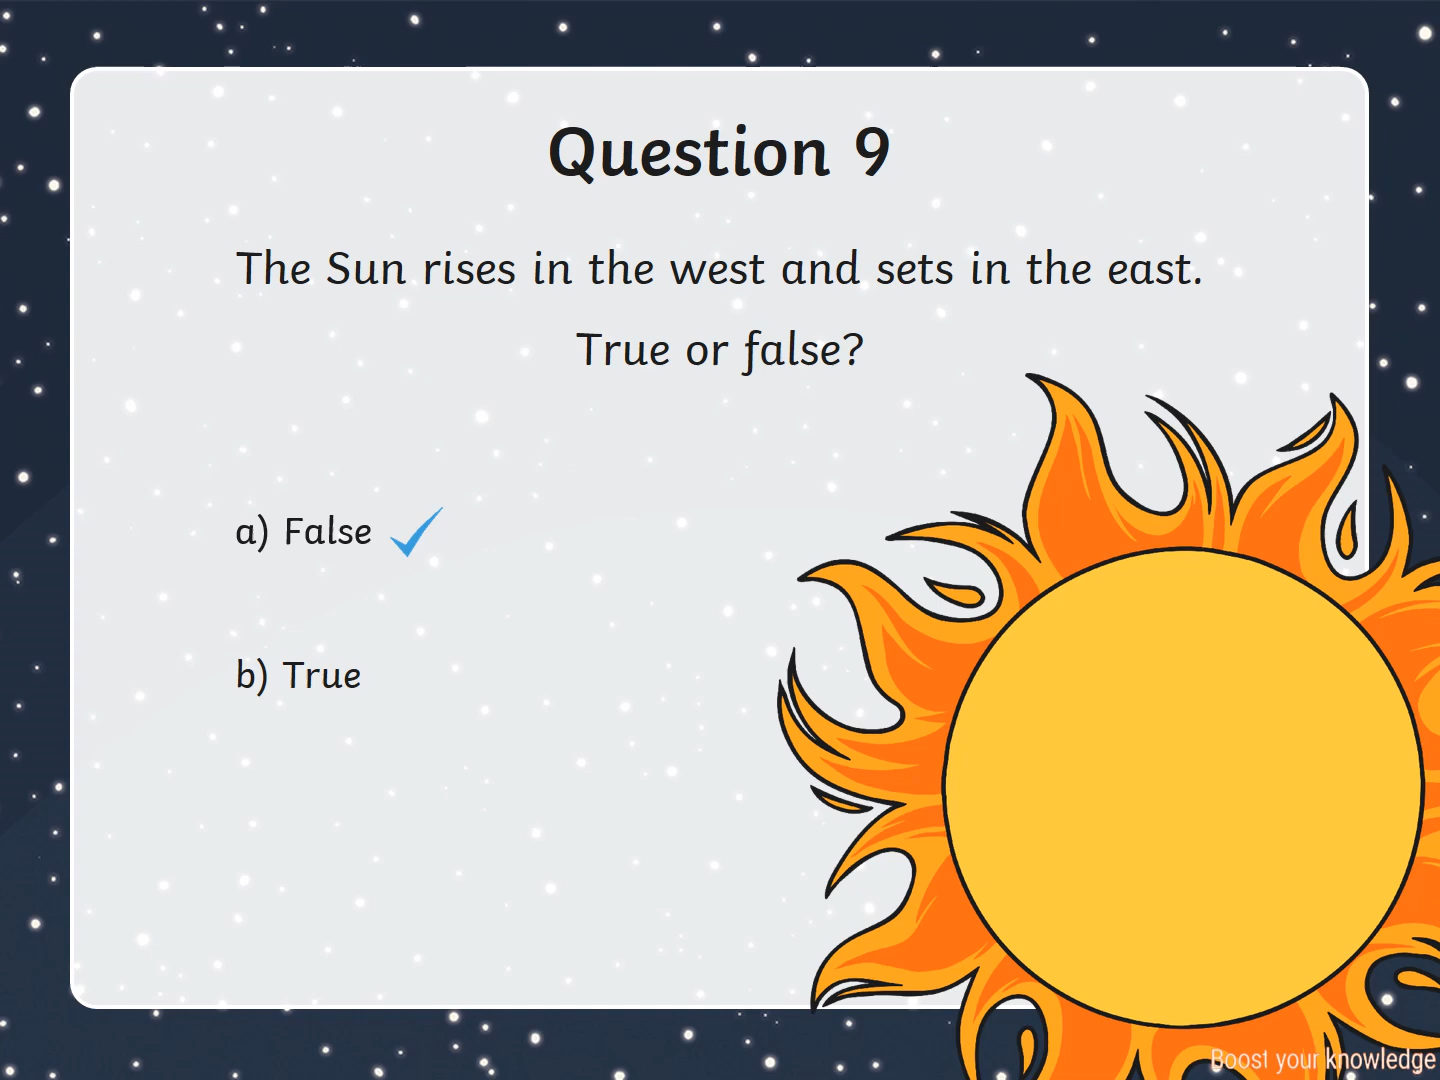 Question 9
The Sun rises in the west and sets in the east.
True or false?
a) False
b) True
Boost your knowledge